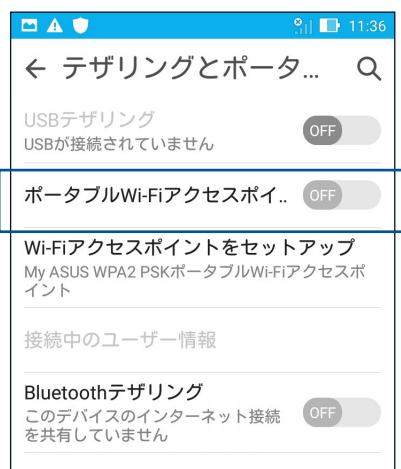 11:36
テザリングとポータ...
USBテザリング
OFF
USBが接続されていません
ポータブルWi-Fiアクセスポイ..
OFF
Wi-Fiアクセスポイントをセットアップ
My ASUS WPA2 PSKポータブルWi-Fiアクセスポ
イント
接続中のユーザー情報
Bluetoothテザリング
このデバイスのインターネット接続
OFF
を共有していません